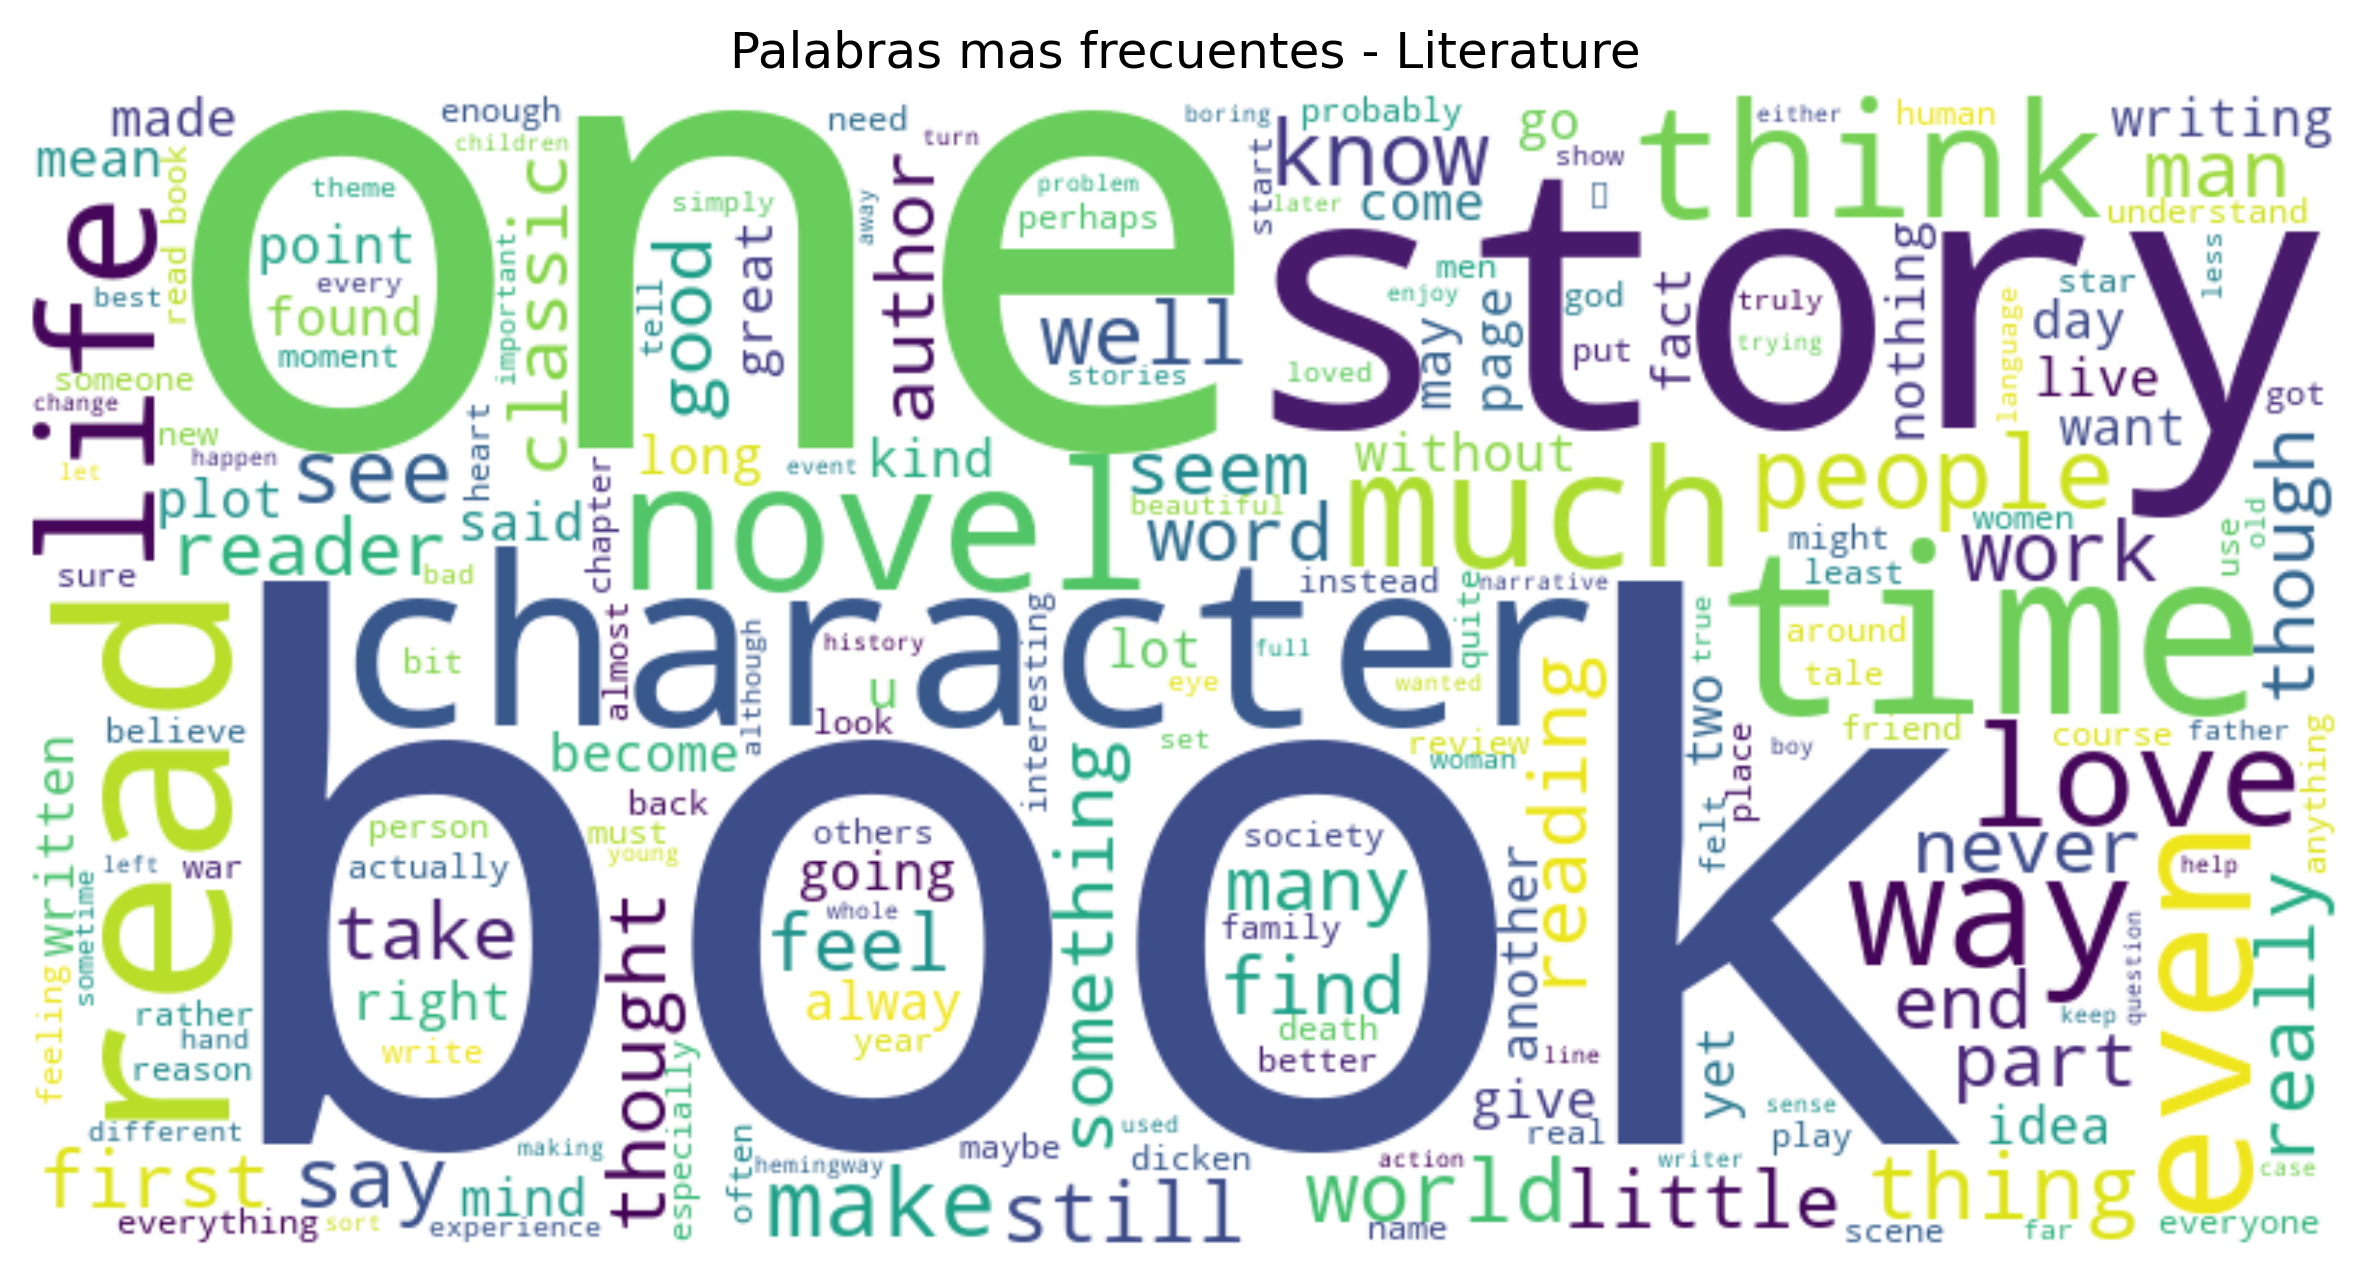 Palabras mas frecuentes - Literature
made
enough
need
turn
boring
probably
go
either
human
writing
mean
children
one
know
show
think
man
theme
simply
problem
perhaps
later
come
understand
life
read book
point
every
found
moment
best
classic
important
tell
good
great
away
author
well
stories
start
story
men
enjoy
loved
may
page
god
put
fact
truly
trying
nothing
language
star
less
day
live
want
got
someone
change
new
happen
let
see
heart
long
event
kind
seem
beautiful
without
much
people
though
plot
reader
said
chapter
novel
word
women
might
least
work
use
old
sure
bad
character
instead
narrative
time
read
bit
almost
although
history
u
look
interesting
lot
eye
full
quite
wanted
true
around
tale
believe
become
back
set
review
woman
reading
two
felt
place
boy
friend
love
course
father
anything
written
left
war
sometime
book
person
actually
take
right
write
must
young
others
going
whole
feel
alway
year
something
society
many
family
find
death
better
another
never
help
way
even
question
really
feeling
rather
hand
reason
thought
especially
line
yet
end
keep
part
different
making
often
maybe
used
give
real
sense
play
idea
first
say
mind
hemingway
dicken
action
writer
case
everything
sort
experience
make
still
world
name
little
scene
thing
far
everyone